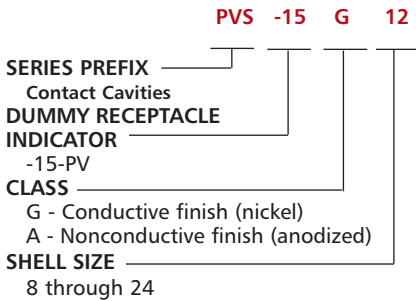 PVS -15 G 12
SERIES PREFIX
Contact Cavities
DUMMY RECEPTACLE
INDICATOR
-15-PV
CLASS
G - Conductive finish (nickel)
A - Nonconductive finish (anodized)
SHELL SIZE
8 through 24